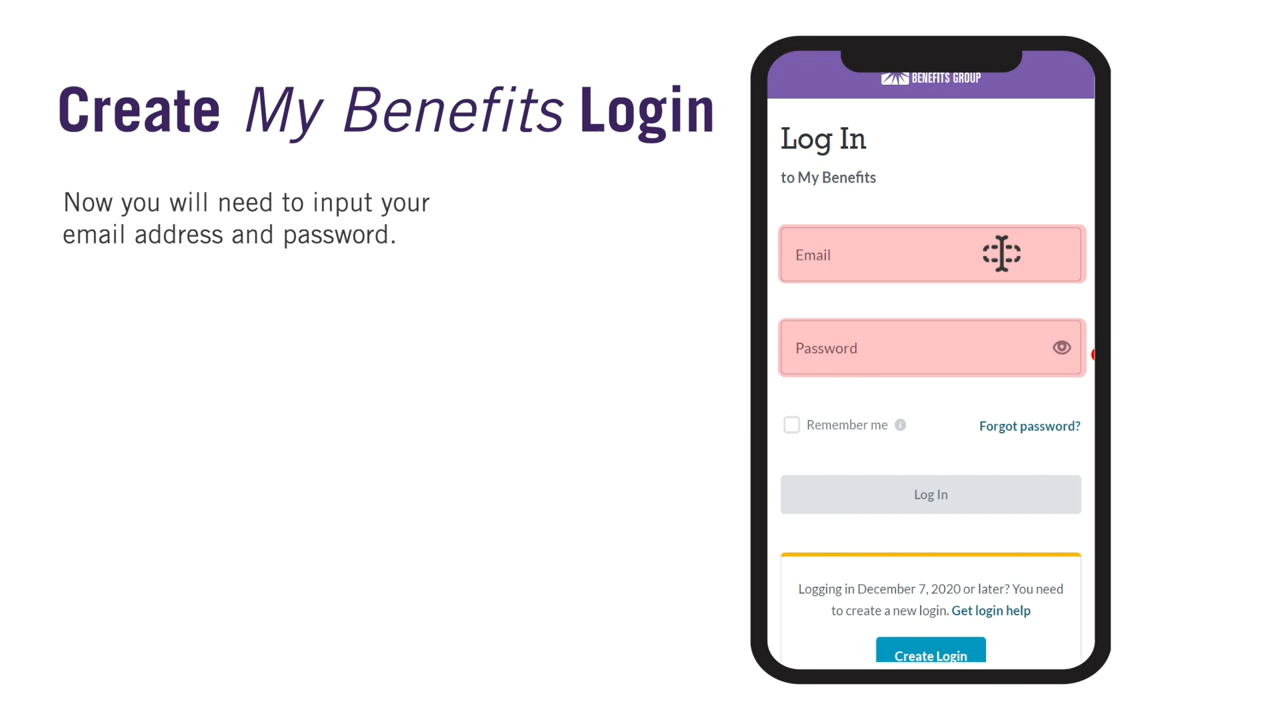 Create My Benefits Login
Now you will need to input your
email address and password.
BENEFITS GROUP
Log In
to My Benefits
Email
Password
Remember me
Forgot password?
Log In
Logging in December 7, 2020 or later? You need
to create a new login. Get login help
Create Login